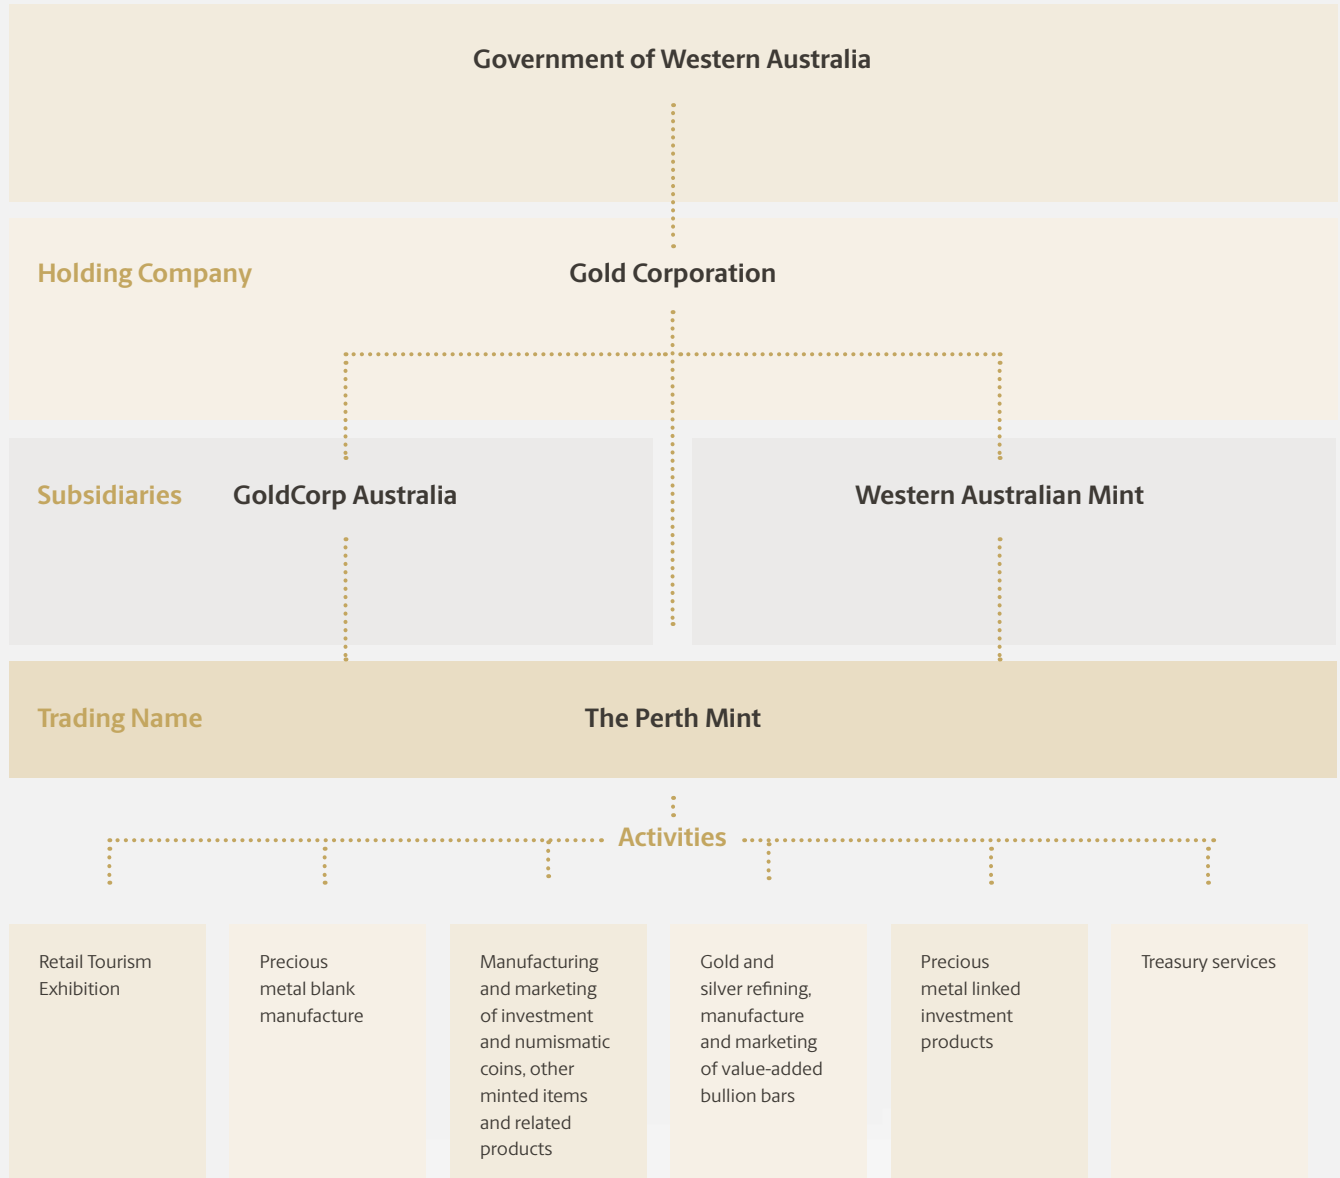 Government of Western Australia
Holding Company
Gold Corporation
Subsidiaries
GoldCorp Australia
Western Australian Mint
Trading Name
The Perth Mint
Activities
Retail Tourism
Exhibition
Precious
metal blank
manufacture
Manufacturing
and marketing
of investment
and numismatic
coins, other
minted items
and related
products
Gold and
silver refining,
manufacture
and marketing
of value-added
bullion bars
Precious
metal linked
investment
products
Treasury services